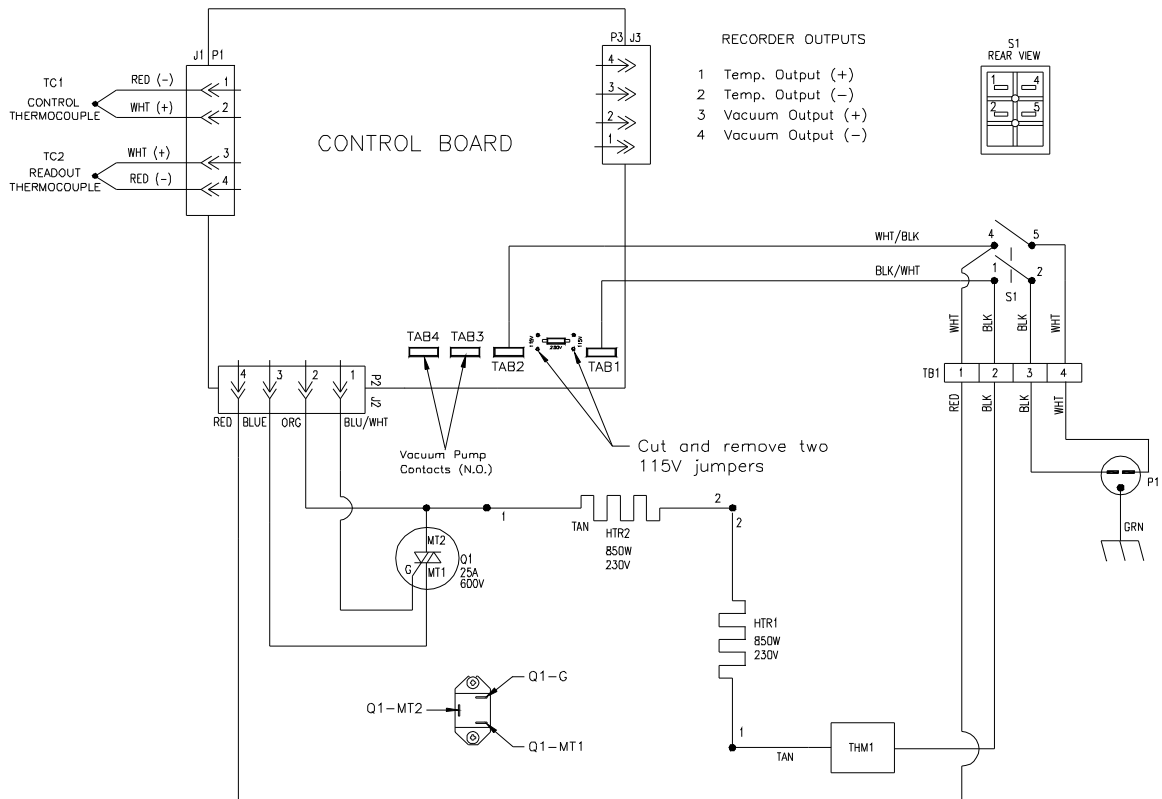 RECORDER OUTPUTS
1 Temp. Output (+)
2 Temp. Output (−)
3 Vacuum Output (+)
4 Vacuum Output (−)
S1
REAR VIEW
1 4
2 5
J1 P1
P3 J3
TC1
CONTROL
THERMOCOUPLE
RED (−)
WHT (+)
1
2
TC2
READOUT
THERMOCOUPLE
WHT (+)
RED (−)
3
4
CONTROL BOARD
4
3
2
1
WHT/BLK
BLK/WHT
4 5
1 2
S1
WHT
BLK
BLK
WHT
TB1 1 2 3 4
RED
BLK
BLK
WHT
TAB4 TAB3
TAB2
115V
230V
115V
TAB1
4 3 2 1
P2
J2
RED BLUE ORG BLU/WHT
Vacuum Pump
Contacts (N.O.)
Cut and remove two
115V jumpers
P1
GRN
1
TAN
HTR2
850W
230V
2
2
MT2
G
MT1
Q1
25A
600V
HTR1
850W
230V
1
TAN
THM1
Q1−G
Q1−MT2
Q1−MT1